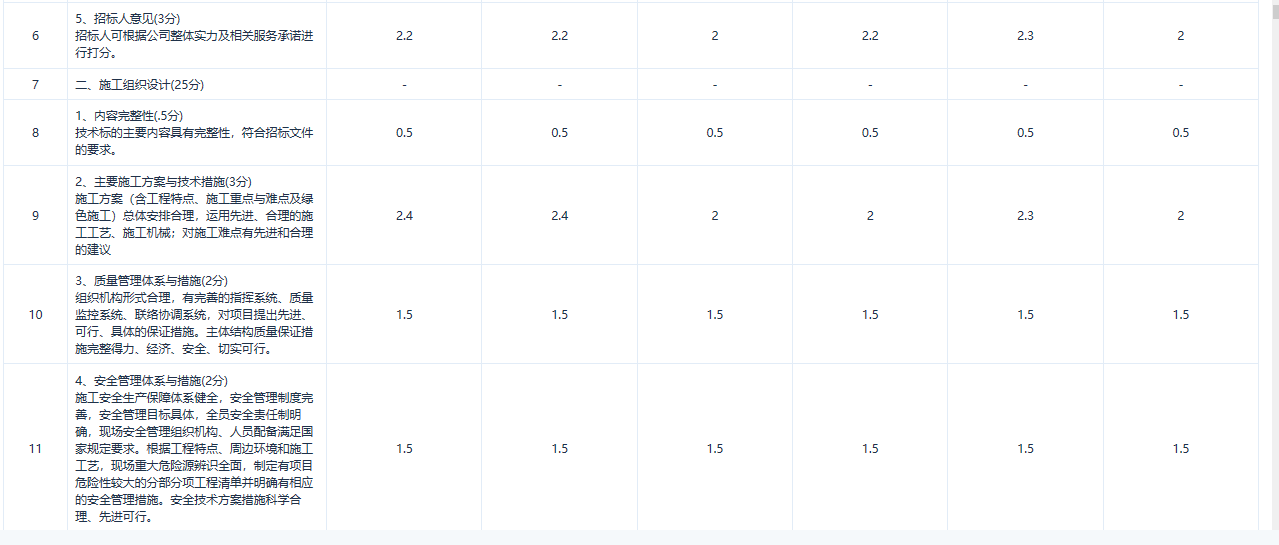 5、招标人意见(3分)
6
招标人可根据公司整体实力及相关服务承诺进
2.2
2.2
2
2.2
2.3
2
行打分。
7
二、施工组织设计(25分)
-
-
-
-
-
-
1、内容完整性(.5分)
8
技术标的主要内容具有完整性，符合招标文件
0.5
0.5
0.5
0.5
0.5
0.5
的要求。
2、主要施工方案与技术措施(3分)
施工方案（含工程特点、施工重点与难点及绿
9
色施工）总体安排合理，运用先进、合理的施
2.4
2.4
2
2
2.3
2
工工艺、施工机械；对施工难点有先进和合理
的建议
3、质量管理体系与措施(2分)
组织机构形式合理，有完善的指挥系统、质量
10
监控系统、联络协调系统，对项目提出先进、
1.5
1.5
1.5
1.5
1.5
1.5
可行、具体的保证措施。主体结构质量保证措
施完整得力、经济、安全、切实可行。
4、安全管理体系与措施(2分)
施工安全生产保障体系健全，安全管理制度完
善，安全管理目标具体，全员安全责任制明
确，现场安全管理组织机构、人员配备满足国
11
家规定要求。根据工程特点、周边环境和施工
1.5
1.5
1.5
1.5
1.5
1.5
工艺，现场重大危险源辨识全面，制定有项目
危险性较大的分部分项工程清单并明确有相应
的安全管理措施。安全技术方案措施科学合
理、先进可行。